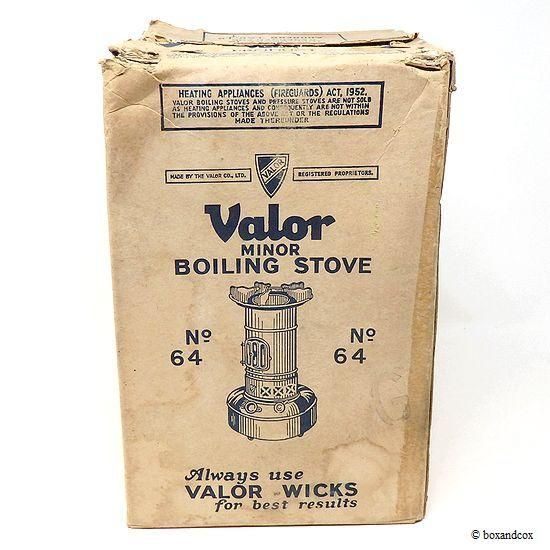 HEATING APPLIANCES (FIREGUARDS) ACT, 1952.
VALOR BOILING STOVES AND PRESSURE STOVES ARE NOT SOLD
AS HEATING APPLIANCES AND CONSEQUENTLY ARE NOT WITHIN
THE PROVISIONS OF THE ABOVE ACT OR THE REGULATIONS
MADE THEREUNDER
MADE BY THE VALOR CO., LTD.
VALOR
REGISTERED PROPRIETORS.
Valor
MINOR
BOILING STOVE
No 64
No 64
Always use
VALOR WICKS
for best results
© boxandcox